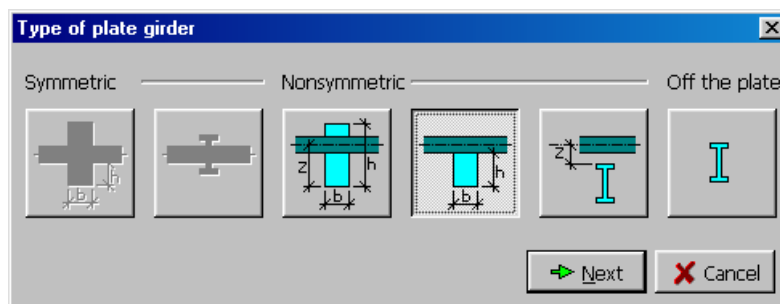 Type of plate girder
Symmetric
Nonsymmetric
Off the plate
b
h
z
b
h
b
h
z
Next
Cancel